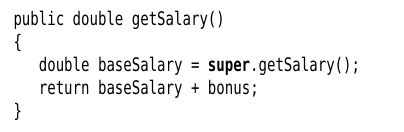 public double getSalary()
{
   double baseSalary = super.getSalary();
   return baseSalary + bonus;
}